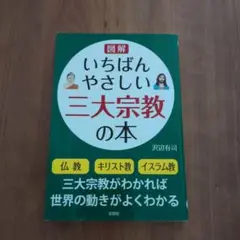 図解
いちばん
やさしい
三大宗教
の本
沢辺有司
仏教
キリスト教
イスラム教
三大宗教がわかれば
世界の動きがよくわかる